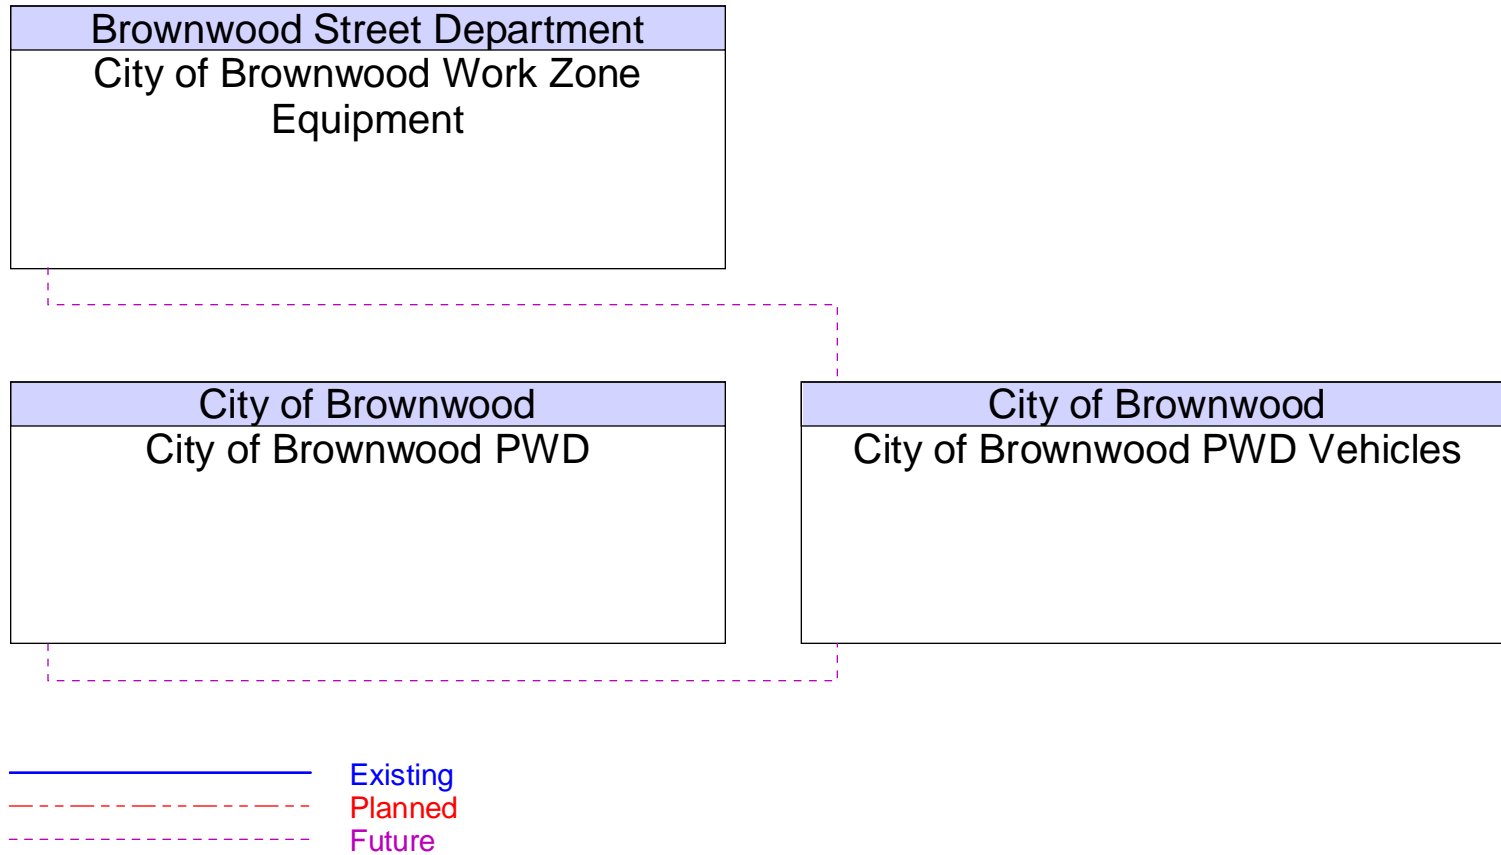 Brownwood Street Department
City of Brownwood Work Zone
Equipment
City of Brownwood
City of Brownwood PWD
City of Brownwood
City of Brownwood PWD Vehicles
Existing
Planned
Future